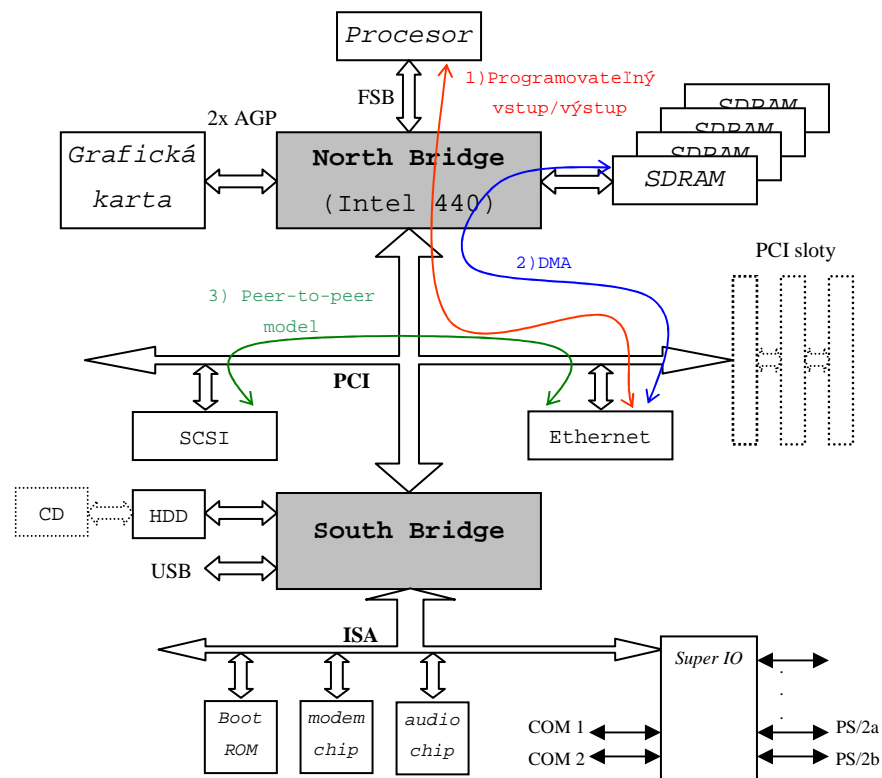 Procesor
1)Programovateľný
vstup/výstup
FSB
2x AGP
SDRAM
SDRAM
SDRAM
SDRAM
Grafická
karta
North Bridge
(Intel 440)
PCI sloty
2)DMA
3) Peer-to-peer
model
PCI
SCSI
Ethernet
CD
HDD
South Bridge
USB
ISA
Super IO
Boot
ROM
modem
chip
audio
chip
COM 1
COM 2
.
.
.
PS/2a
PS/2b